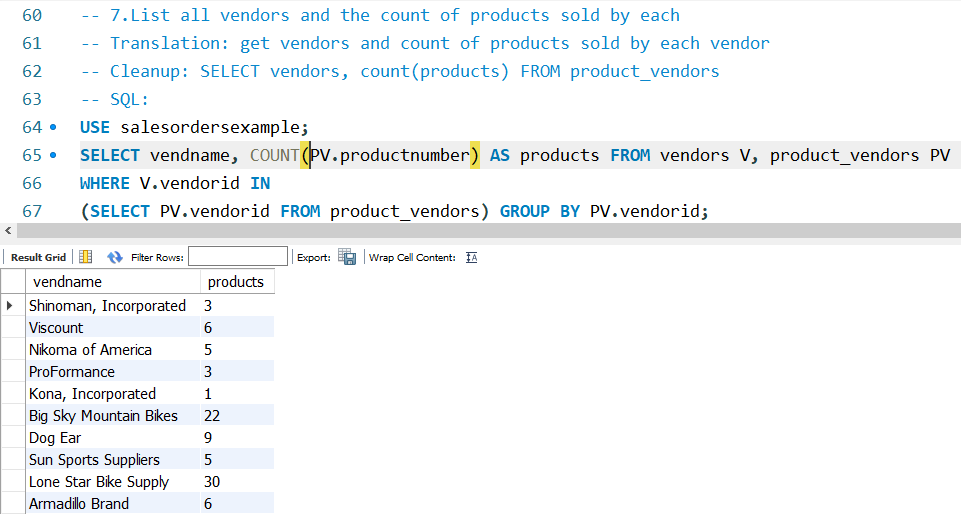 60 -- 7.List all vendors and the count of products sold by each
61 -- Translation: get vendors and count of products sold by each vendor
62 -- Cleanup: SELECT vendors, count(products) FROM product_vendors
63 -- SQL:
64 USE salesordersexample;
65 SELECT vendname, COUNT(PV.productnumber) AS products FROM vendors V, product_vendors PV
66 WHERE V.vendorid IN
67 (SELECT PV.vendorid FROM product_vendors) GROUP BY PV.vendorid;
Result Grid Filter Rows: Export: Wrap Cell Content:
vendname products
Shinoman, Incorporated 3
Viscount 6
Nikoma of America 5
ProFormance 3
Kona, Incorporated 1
Big Sky Mountain Bikes 22
Dog Ear 9
Sun Sports Suppliers 5
Lone Star Bike Supply 30
Armadillo Brand 6